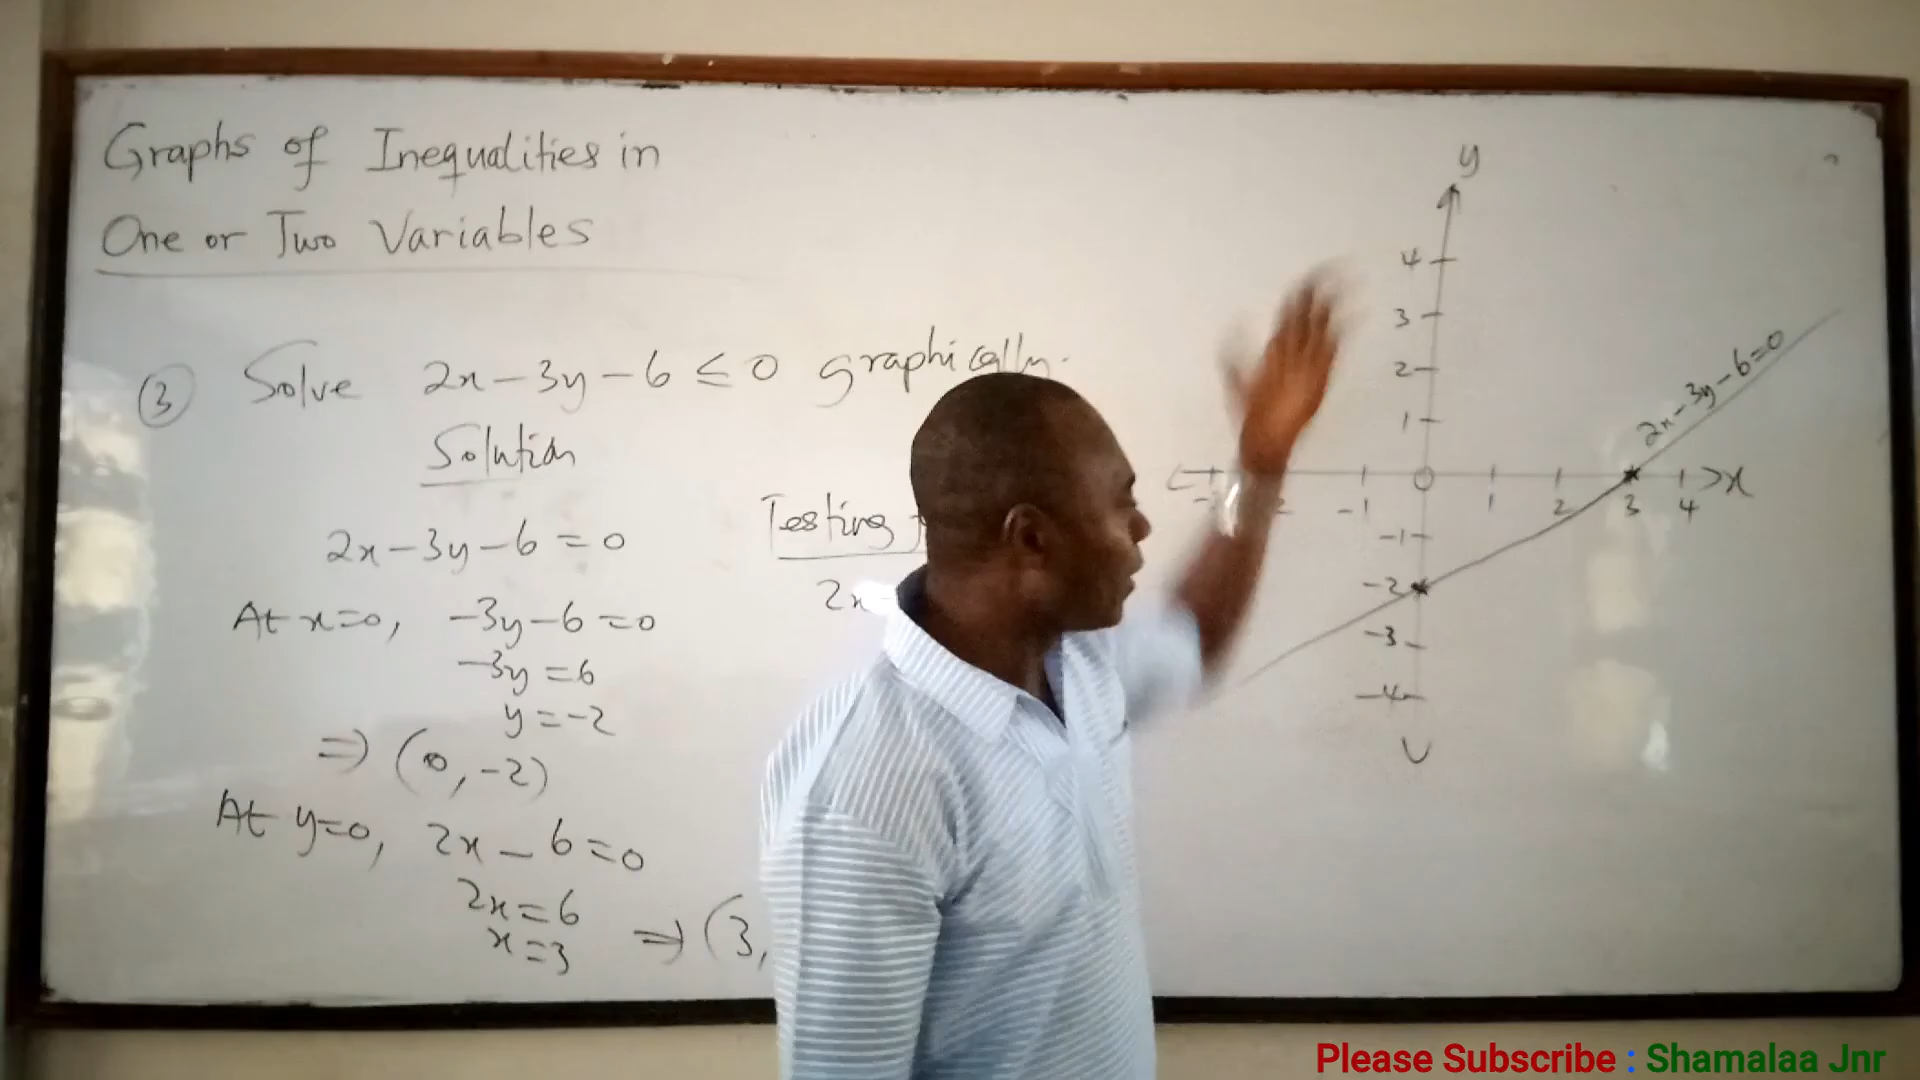 Graphs of Inequalities in
One or Two Variables
③ Solve 2x-3y-6≤0 graphically.
Solution
2x-3y-6=0
At x=0, -3y-6=0
-3y=6
y=-2
⇒ (0,-2)
At y=0, 2x-6=0
2x=6
x=3 ⇒ (3,
Testing
2x
y
4
3
2
1
2x-3y-6=0
-1 0 1 2 3 4 x
-1
-2
-3
-4
Please Subscribe : Shamalaa Jnr